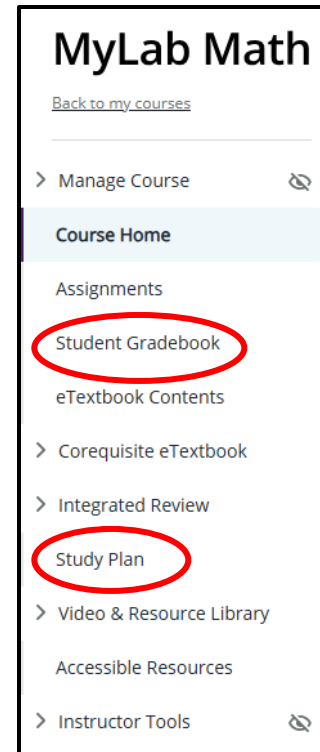 MyLab Math
Back to my courses
Manage Course
Course Home
Assignments
Student Gradebook
eTextbook Contents
Corequisite eTextbook
Integrated Review
Study Plan
Video & Resource Library
Accessible Resources
Instructor Tools